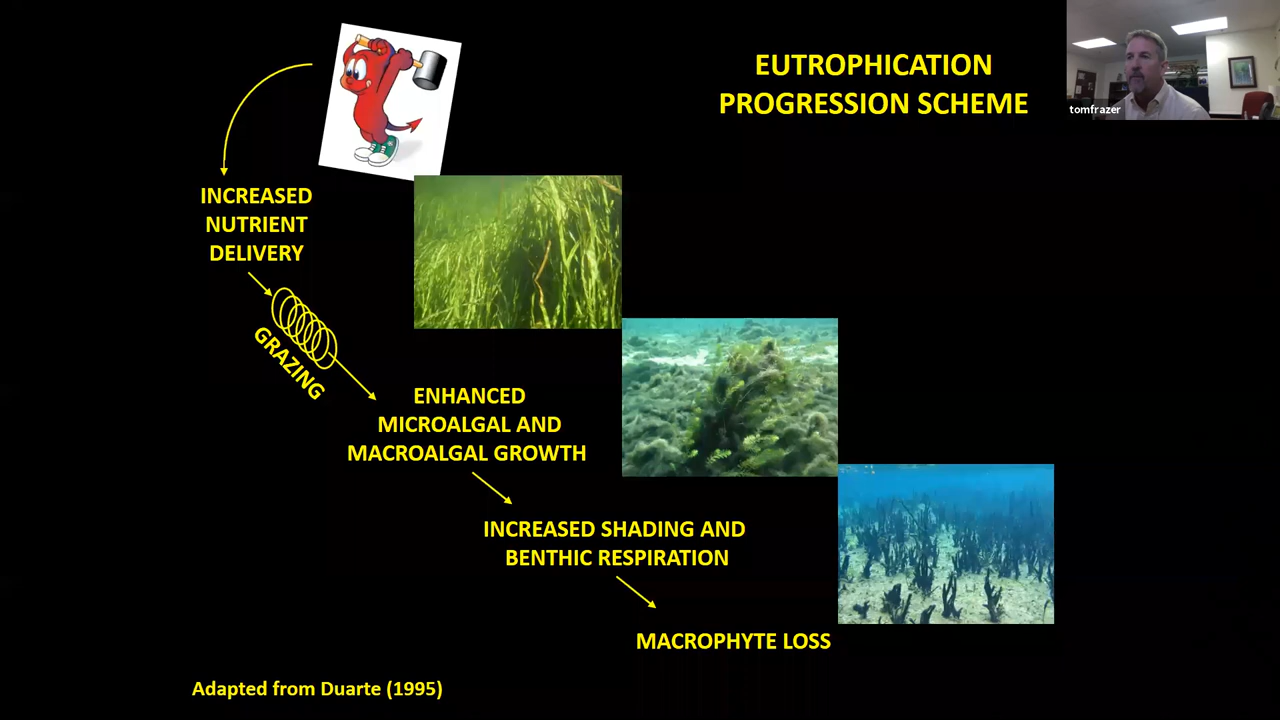 EUTROPHICATION
PROGRESSION SCHEME
tomfrazer
INCREASED
NUTRIENT
DELIVERY
GRAZING
ENHANCED
MICROALGAL AND
MACROALGAL GROWTH
INCREASED SHADING AND
BENTHIC RESPIRATION
MACROPHYTE LOSS
Adapted from Duarte (1995)